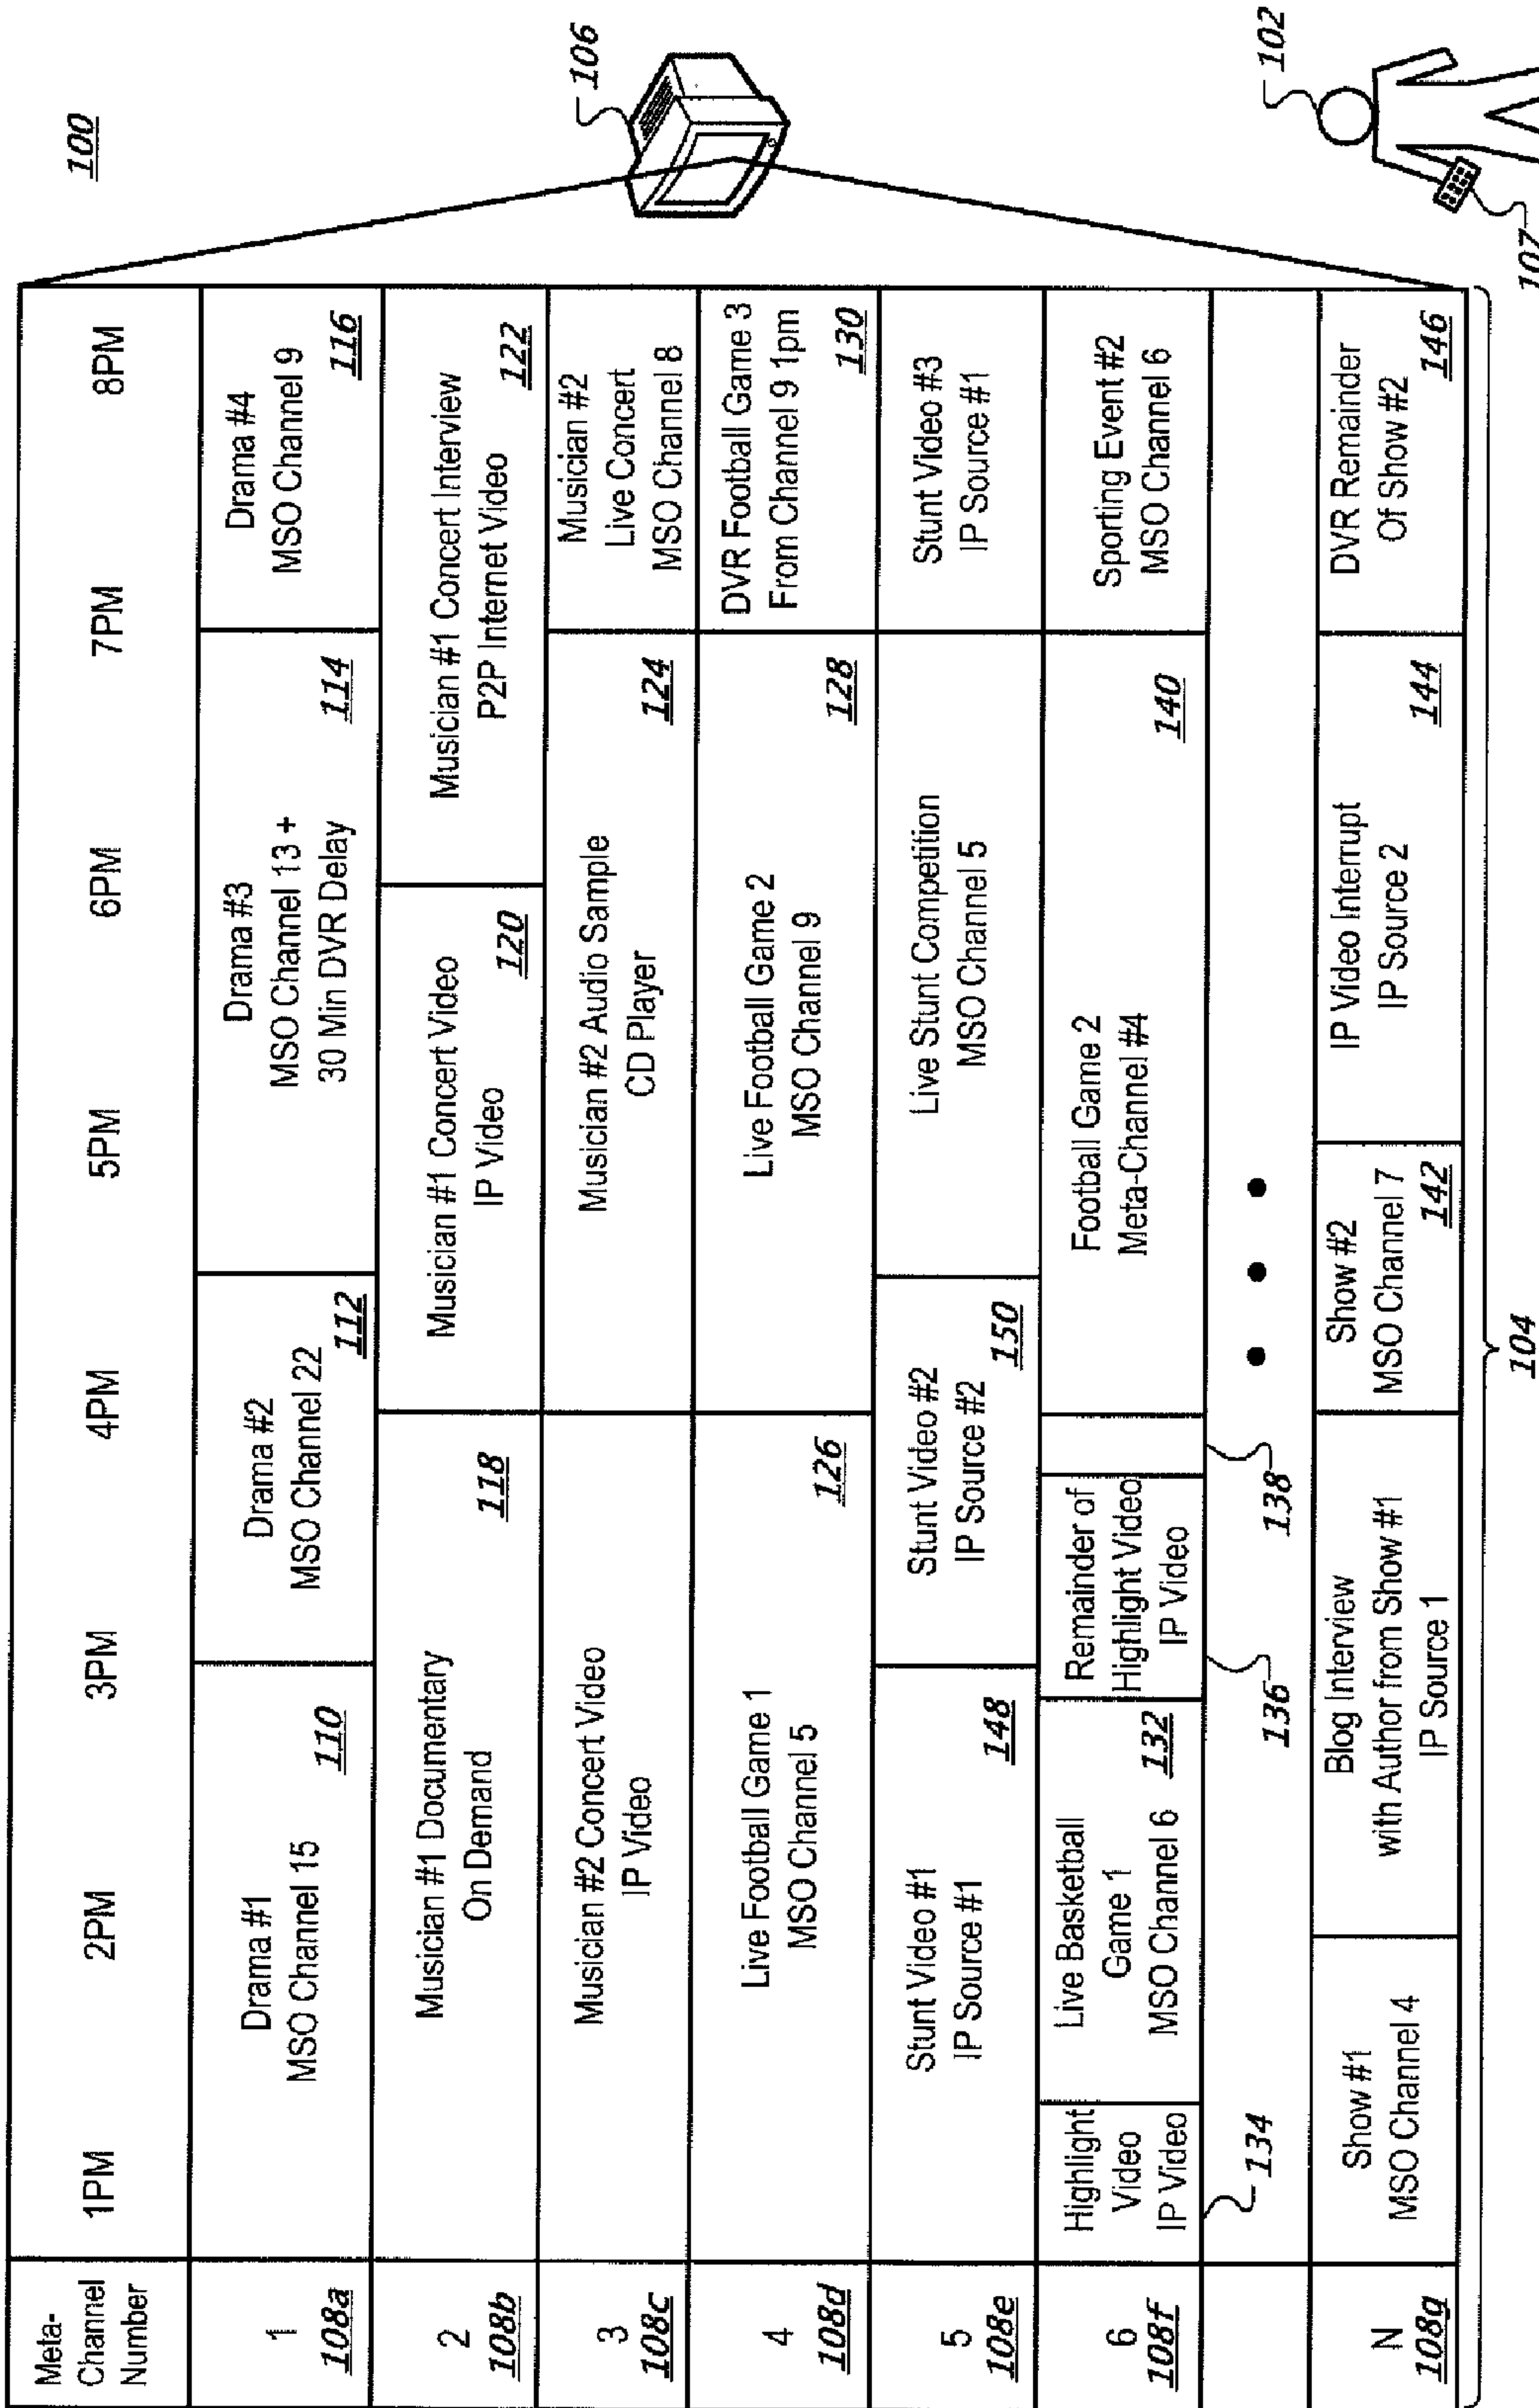 100
Meta-
Channel
Number
1PM
2PM
3PM
4PM
5PM
6PM
7PM
8PM
1
108a
Drama #1
MSO Channel 15
110
Drama #2
MSO Channel 22
112
Drama #3
MSO Channel 13 +
30 Min DVR Delay
114
Drama #4
MSO Channel 9
116
2
108b
Musician #1 Documentary
On Demand
118
Musician #1 Concert Video
IP Video
120
Musician #1 Concert Interview
P2P Internet Video
122
3
108c
Musician #2 Concert Video
IP Video
Musician #2 Audio Sample
CD Player
124
Musician #2
Live Concert
MSO Channel 8
4
108d
Live Football Game 1
MSO Channel 5
126
Live Football Game 2
MSO Channel 9
128
DVR Football Game 3
From Channel 9 1pm
130
5
108e
Stunt Video #1
IP Source #1
148
Stunt Video #2
IP Source #2
150
Live Stunt Competition
MSO Channel 5
Stunt Video #3
IP Source #1
6
108f
Highlight
Video
IP Video
134
Live Basketball
Game 1
MSO Channel 6
132
Remainder of
Highlight Video
IP Video
136
138
Football Game 2
Meta-Channel #4
140
Sporting Event #2
MSO Channel 6
N
108g
Show #1
MSO Channel 4
Blog Interview
with Author from Show #1
IP Source 1
Show #2
MSO Channel 7
142
IP Video Interrupt
IP Source 2
144
DVR Remainder
Of Show #2
146
104
106
102
107